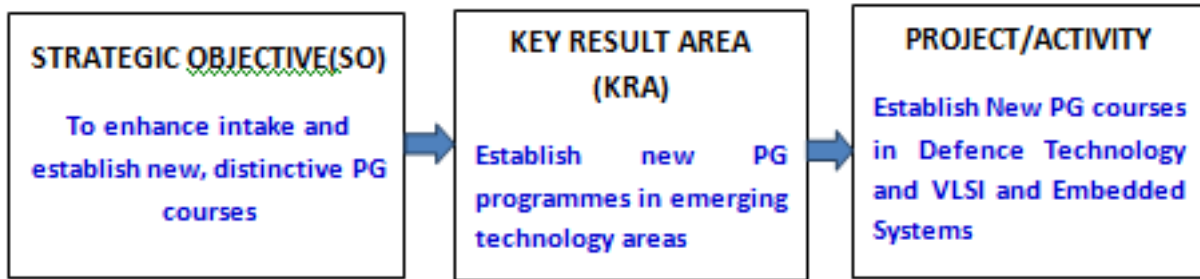 STRATEGIC OBJECTIVE(SO)
To enhance intake and
establish new, distinctive PG
courses
KEY RESULT AREA
(KRA)
Establish new PG
programmes in emerging
technology areas
PROJECT/ACTIVITY
Establish New PG courses
in Defence Technology
and VLSI and Embedded
Systems